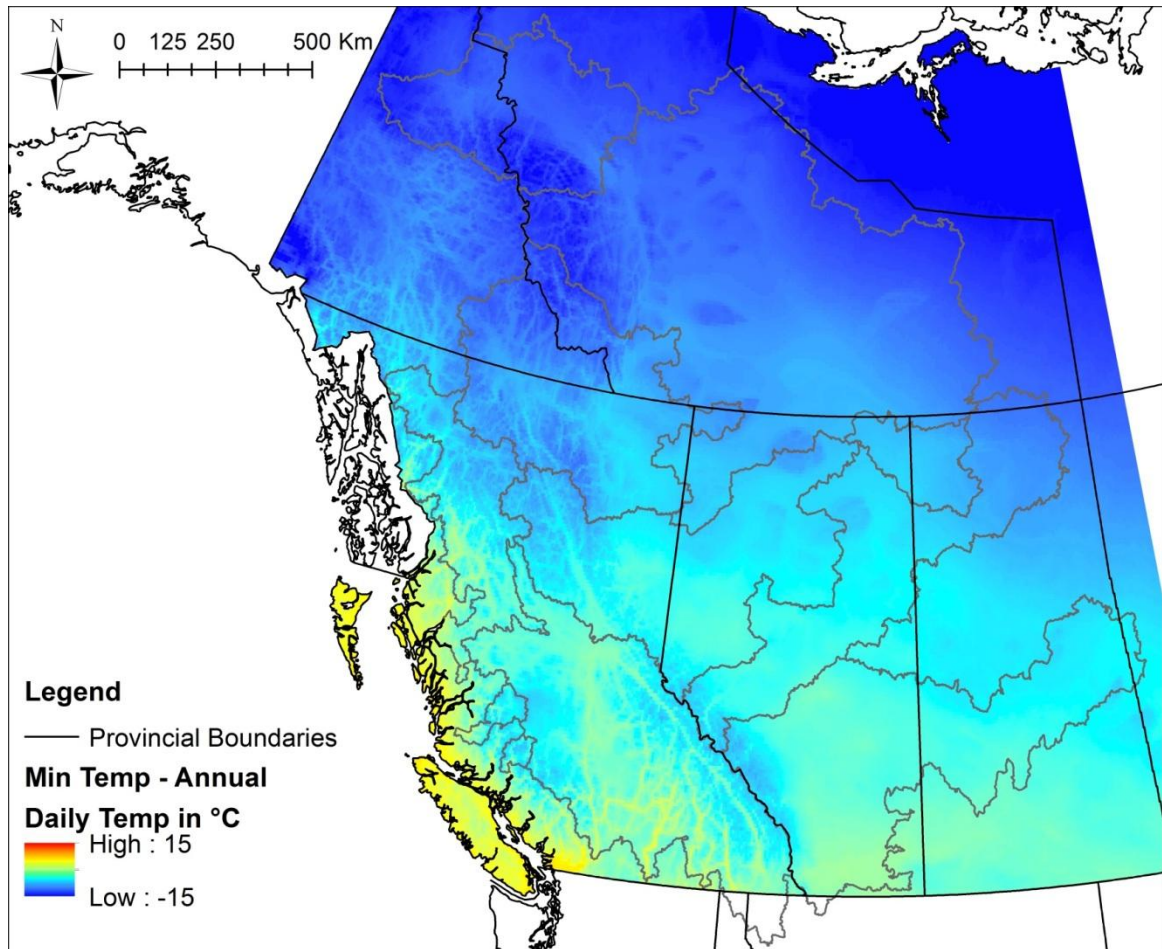 N
0 125 250 500 Km
Legend
Provincial Boundaries
Min Temp - Annual
Daily Temp in °C
High : 15
Low : -15